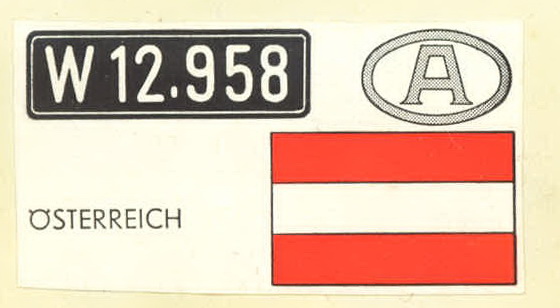 W 12.958
A
ÖSTERREICH